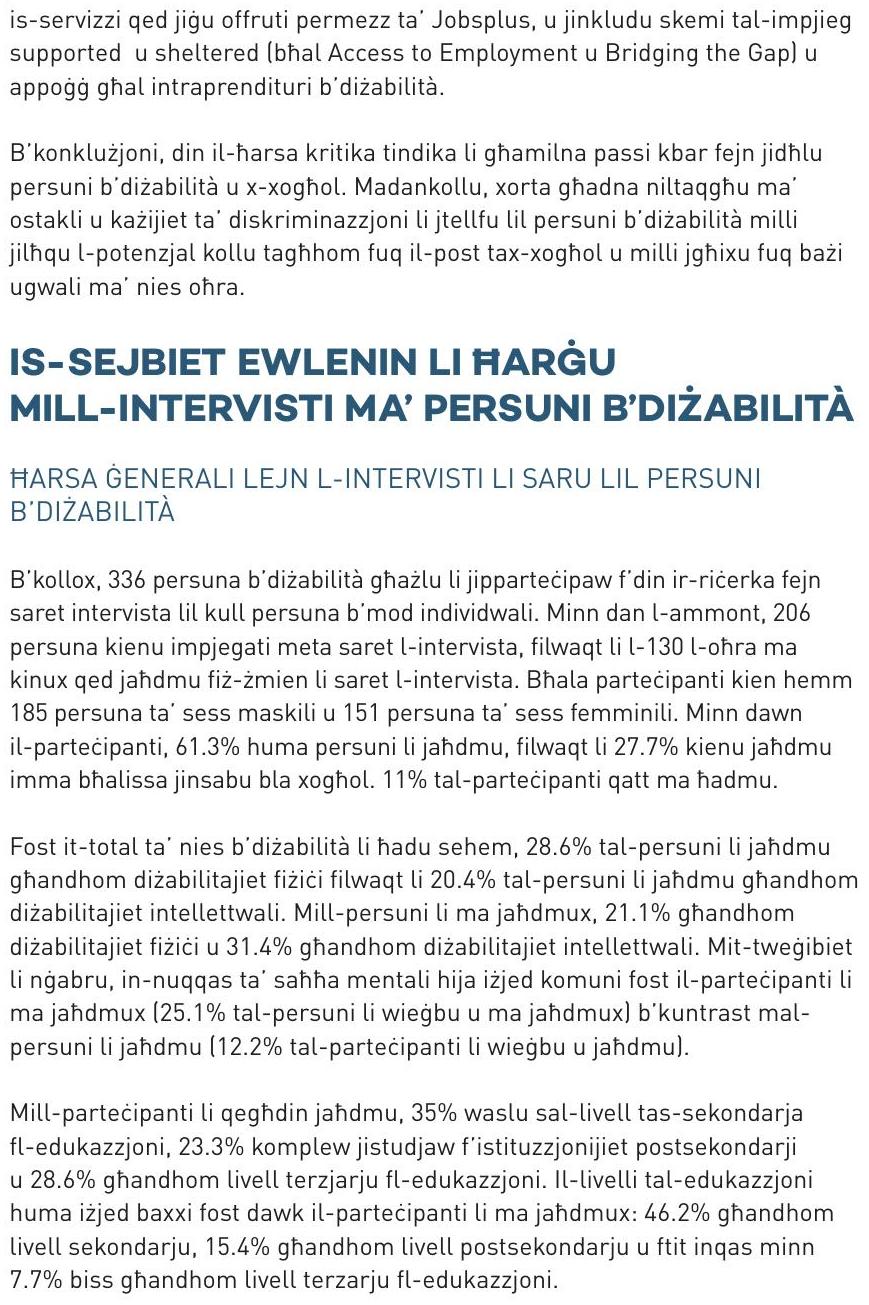 is-servizzi qed jiġu offruti permezz ta’ Jobsplus, u jinkludu skemi tal-impjieg
supported  u sheltered (bħal Access to Employment u Bridging the Gap) u
appoġġ għal intraprendituri b’diżabilità.

B’konklużjoni, din il-ħarsa kritika tindika li għamilna passi kbar fejn jidħlu
persuni b’diżabilità u x-xogħol. Madankollu, xorta għadna niltaqgħu ma’
ostakli u każijiet ta’ diskriminazzjoni li jtellfu lil persuni b’diżabilità milli
jilħqu l-potenzjal kollu tagħhom fuq il-post tax-xogħol u milli jgħixu fuq bażi
ugwali ma’ nies oħra.

IS-SEJBIET EWLENIN LI ĦARĠU
MILL-INTERVISTI MA’ PERSUNI B’DIŻABILITÀ

ĦARSA ĠENERALI LEJN L-INTERVISTI LI SARU LIL PERSUNI
B’DIŻABILITÀ

B’kollox, 336 persuna b’diżabilità għażlu li jipparteċipaw f’din ir-riċerka fejn
saret intervista lil kull persuna b’mod individwali. Minn dan l-ammont, 206
persuna kienu impjegati meta saret l-intervista, filwaqt li l-130 l-oħra ma
kinux qed jaħdmu fiż-żmien li saret l-intervista. Bħala parteċipanti kien hemm
185 persuna ta’ sess maskili u 151 persuna ta’ sess femminili. Minn dawn
il-parteċipanti, 61.3% huma persuni li jaħdmu, filwaqt li 27.7% kienu jaħdmu
imma bħalissa jinsabu bla xogħol. 11% tal-parteċipanti qatt ma ħadmu.

Fost it-total ta’ nies b’diżabilità li ħadu sehem, 28.6% tal-persuni li jaħdmu
għandhom diżabilitajiet fiżiċi filwaqt li 20.4% tal-persuni li jaħdmu għandhom
diżabilitajiet intellettwali. Mill-persuni li ma jaħdmux, 21.1% għandhom
diżabilitajiet fiżiċi u 31.4% għandhom diżabilitajiet intellettwali. Mit-tweġibiet
li nġabru, in-nuqqas ta’ saħħa mentali hija iżjed komuni fost il-parteċipanti li
ma jaħdmux (25.1% tal-persuni li wieġbu u ma jaħdmux) b’kuntrast mal-
persuni li jaħdmu (12.2% tal-parteċipanti li wieġbu u jaħdmu).

Mill-parteċipanti li qegħdin jaħdmu, 35% waslu sal-livell tas-sekondarja
fl-edukazzjoni, 23.3% komplew jistudjaw f’istituzzjonijiet postsekondarji
u 28.6% għandhom livell terzjarju fl-edukazzjoni. Il-livelli tal-edukazzjoni
huma iżjed baxxi fost dawk il-parteċipanti li ma jaħdmux: 46.2% għandhom
livell sekondarju, 15.4% għandhom livell postsekondarju u ftit inqas minn
7.7% biss għandhom livell terzarju fl-edukazzjoni.